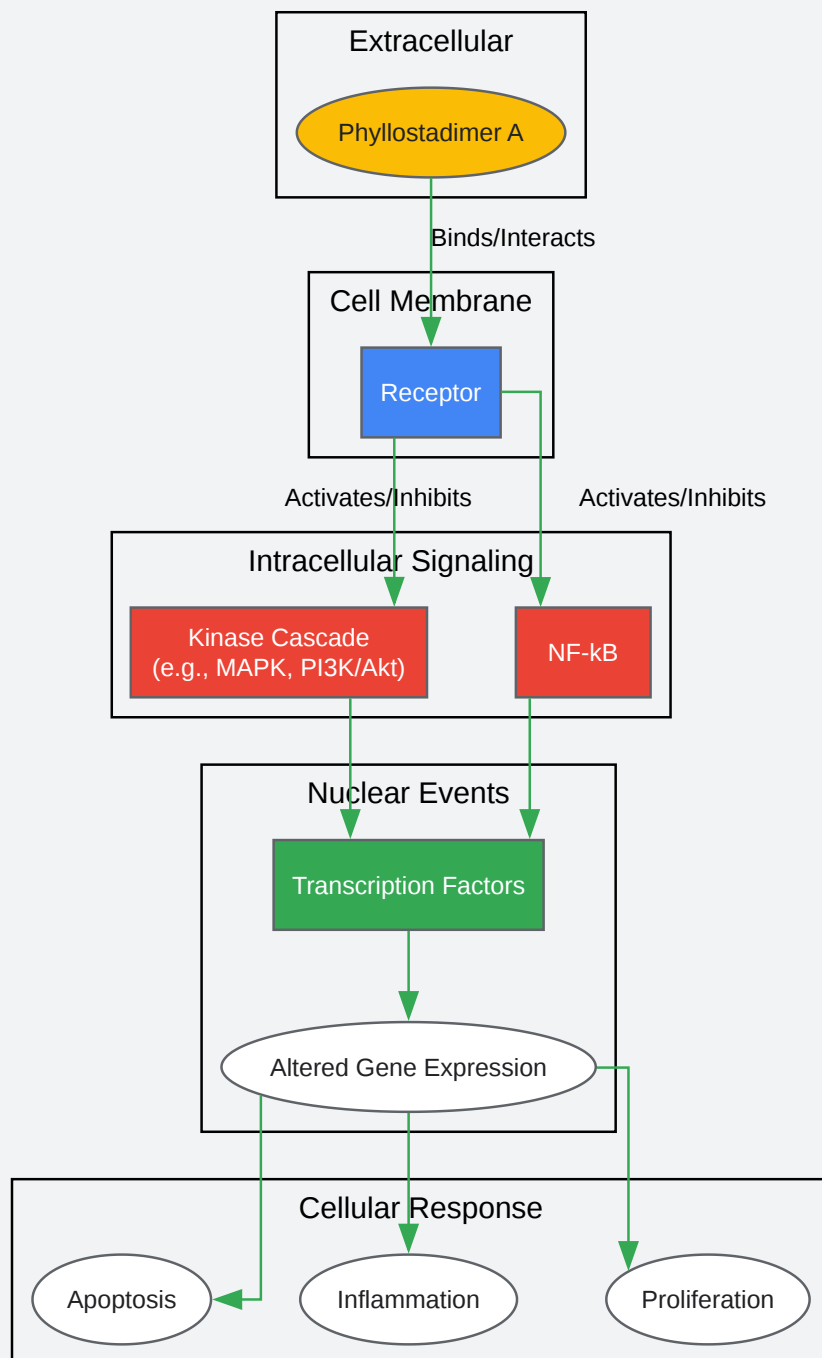 Extracellular
Phyllostadimer A
Binds/Interacts
Cell Membrane
Receptor
Activates/Inhibits
Activates/Inhibits
Intracellular Signaling
Kinase Cascade
(e.g., MAPK, PI3K/Akt)
NF-kB
Nuclear Events
Transcription Factors
Altered Gene Expression
Cellular Response
Apoptosis
Inflammation
Proliferation